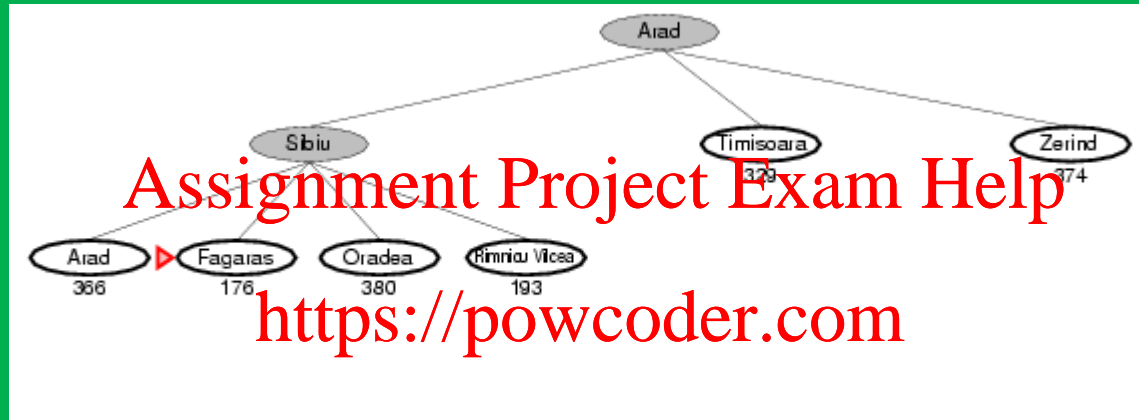 Arad
Sibiu
Timisoara
Zerind
329
374
Assignment Project Exam Help
Arad
Fagaras
Oradea
Rimnicu Vilcea
366
176
380
193
https://powcoder.com